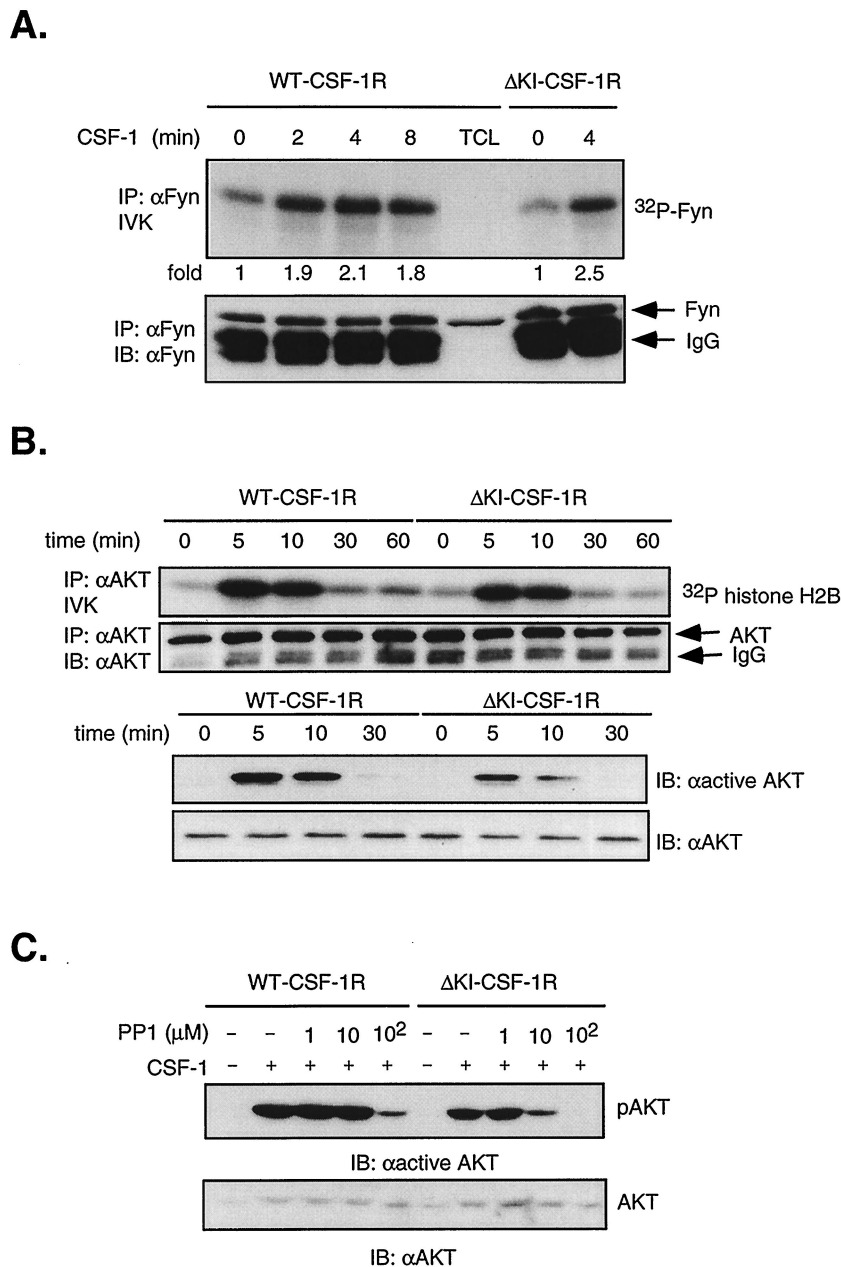 A.
WT-CSF-1R ΔKI-CSF-1R
CSF-1 (min) 0 2 4 8 TCL 0 4
IP: αFyn
IVK
32P-Fyn
fold 1 1.9 2.1 1.8 1 2.5
IP: αFyn
IB: αFyn
Fyn
IgG
B.
WT-CSF-1R ΔKI-CSF-1R
time (min) 0 5 10 30 60 0 5 10 30 60
IP: αAKT
IVK
32P histone H2B
IP: αAKT
IB: αAKT
AKT
IgG
WT-CSF-1R ΔKI-CSF-1R
time (min) 0 5 10 30 0 5 10 30
IB: αactive AKT
IB: αAKT
C.
WT-CSF-1R ΔKI-CSF-1R
PP1 (μM) – – 1 10 10² – – 1 10 10²
CSF-1 – + + + + – + + + +
pAKT
IB: αactive AKT
AKT
IB: αAKT